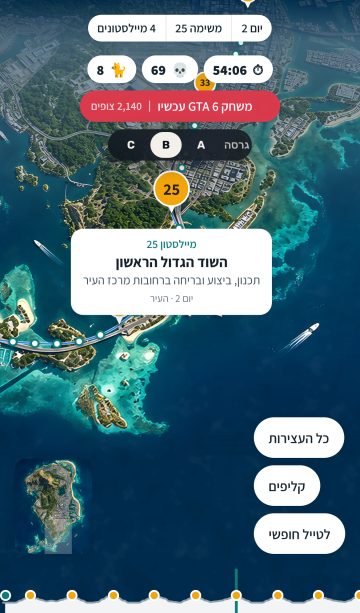 יום 2 משימה 25 4 מיילסטונים
54:06 69 8
33
משחק GTA 6 עכשיו | 2,140 צופים
גרסה A B C
25
מיילסטון 25
השוד הגדול הראשון
תכנון, ביצוע ובריחה ברחובות מרכז העיר
יום 2 · העיר
כל העצירות
קליפים
לטייל חופשי